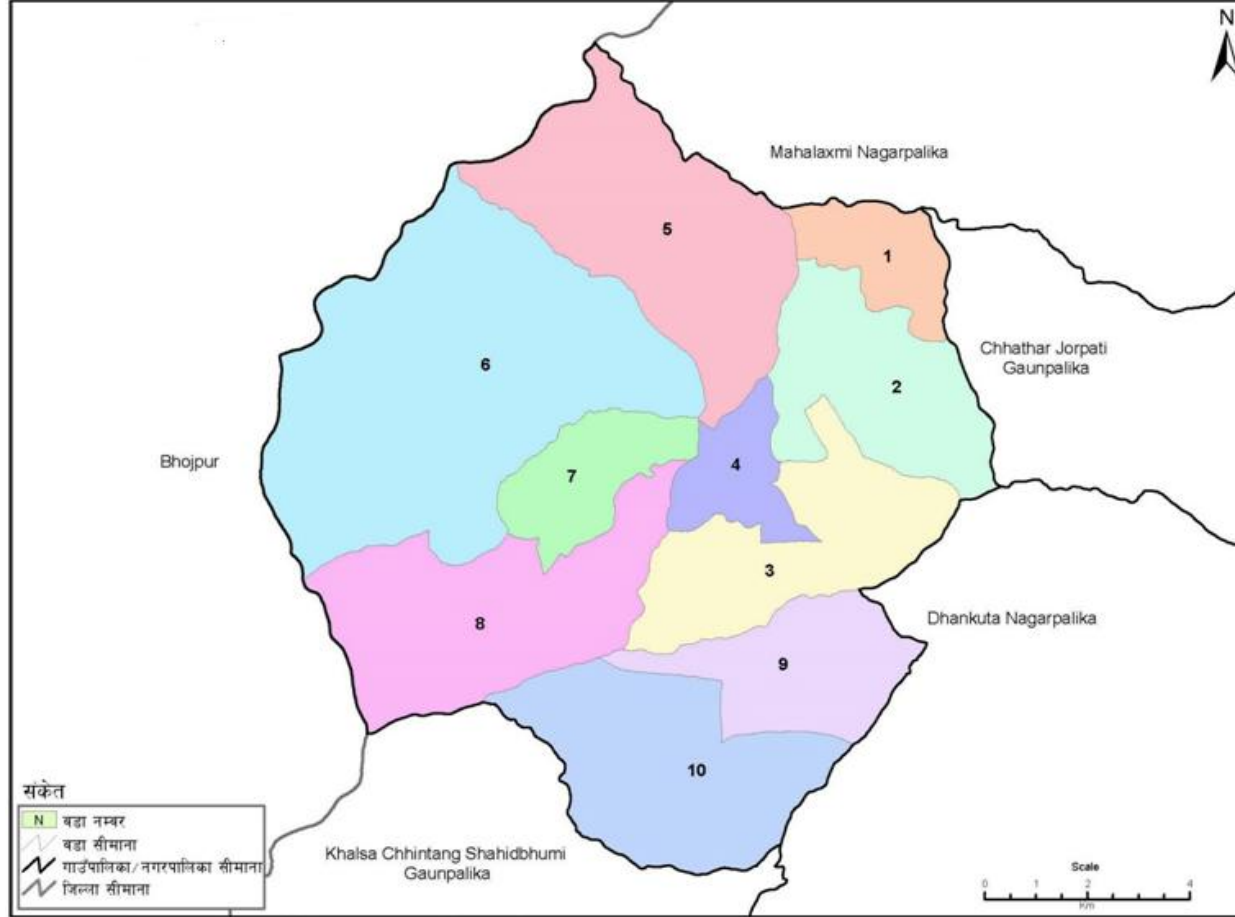 N
Mahalaxmi Nagarpalika
5
1
Chhathar Jorpati
Gaunpalika
6
2
Bhojpur
7
4
3
Dhankuta Nagarpalika
8
9
10
संकेत
N वडा नम्बर
वडा सीमाना
गाउँपालिका/नगरपालिका सीमाना
जिल्ला सीमाना
Khalsa Chhintang Shahidbhumi
Gaunpalika
Scale
0 1 2 4
Km